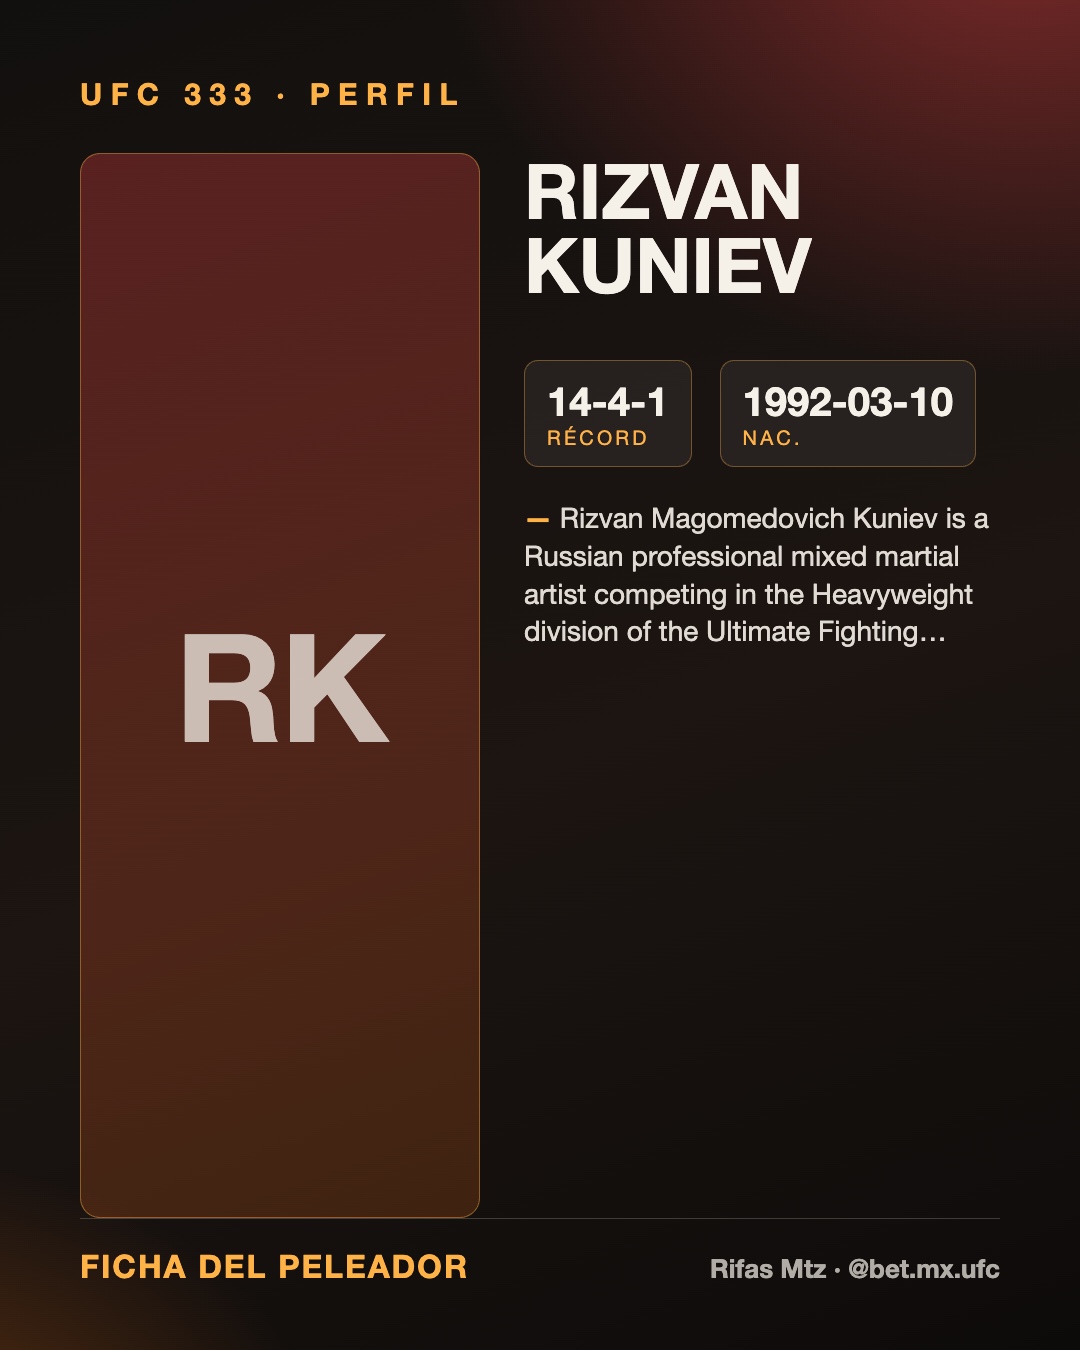 UFC 333 · PERFIL
RIZVAN
KUNIEV
14-4-1
RÉCORD
1992-03-10
NAC.
— Rizvan Magomedovich Kuniev is a
Russian professional mixed martial
artist competing in the Heavyweight
division of the Ultimate Fighting…
RK
FICHA DEL PELEADOR
Rifas Mtz · @bet.mx.ufc